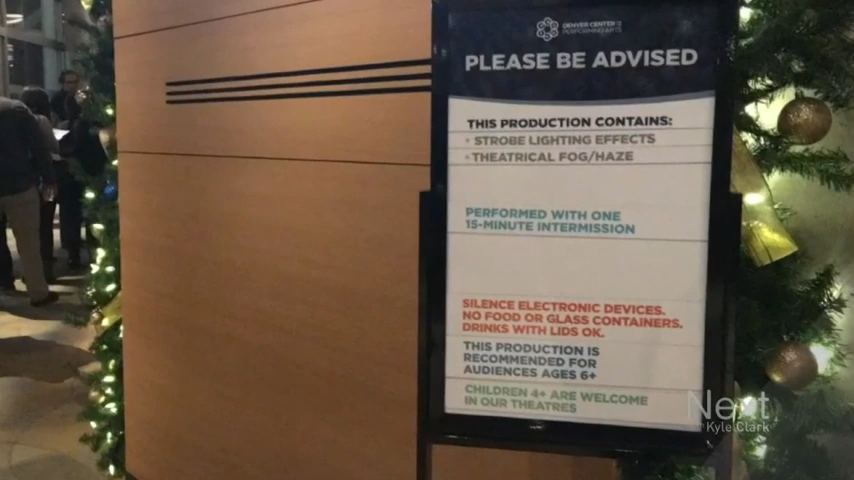 DENVER CENTER FOR THE
PERFORMING ARTS
PLEASE BE ADVISED
THIS PRODUCTION CONTAINS:
• STROBE LIGHTING EFFECTS
• THEATRICAL FOG/HAZE
PERFORMED WITH ONE
15-MINUTE INTERMISSION
SILENCE ELECTRONIC DEVICES.
NO FOOD OR GLASS CONTAINERS.
DRINKS WITH LIDS OK.
THIS PRODUCTION IS
RECOMMENDED FOR
AUDIENCES AGES 6+
CHILDREN 4+ ARE WELCOME
IN OUR THEATRES
Next
Kyle Clark